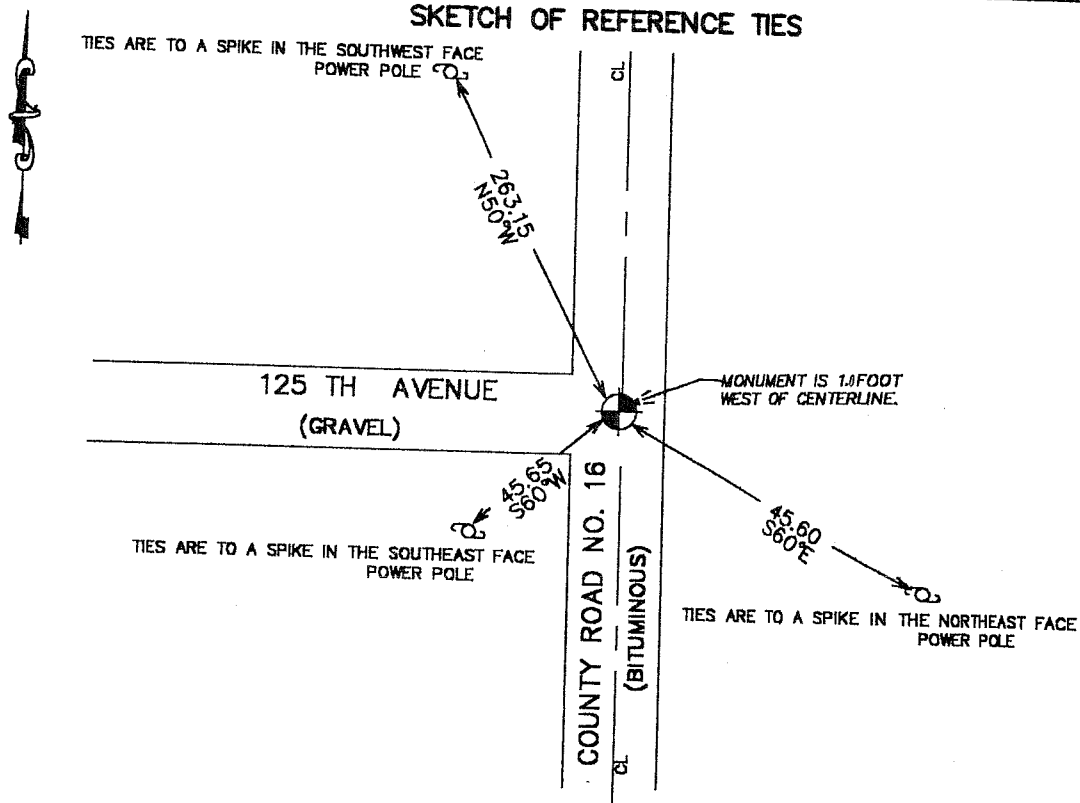 SKETCH OF REFERENCE TIES
TIES ARE TO A SPIKE IN THE SOUTHWEST FACE
POWER POLE
CL
263.15
N50°W
125 TH AVENUE
(GRAVEL)
MONUMENT IS 1.0 FOOT
WEST OF CENTERLINE.
45.65
S60°W
45.60
S60°E
TIES ARE TO A SPIKE IN THE SOUTHEAST FACE
POWER POLE
COUNTY ROAD NO. 16
(BITUMINOUS)
TIES ARE TO A SPIKE IN THE NORTHEAST FACE
POWER POLE
CL